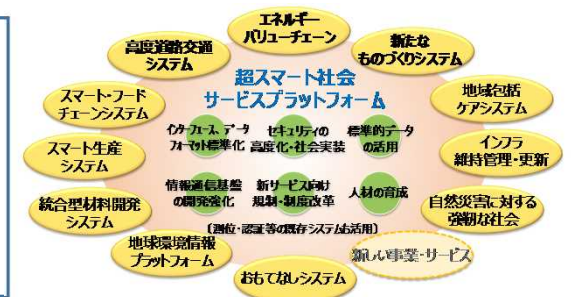 エネルギー
バリューチェーン
高度道路交通
システム
新たな
ものづくりシステム
超スマート社会
サービスプラットフォーム
スマート・フード
チェーンシステム
地域包括
ケアシステム
インターフェース、データ
フォーマット標準化
セキュリティの
高度化・社会実装
標準的データ
の活用
スマート生産
システム
インフラ
維持管理・更新
情報通信基盤
の開発強化
新サービス向け
規制・制度改革
人材の育成
統合型材料開発
システム
自然災害に対する
強靭な社会
(測位・認証等の既存システムも活用)
地球環境情報
プラットフォーム
新しい事業・サービス
おもてなしシステム